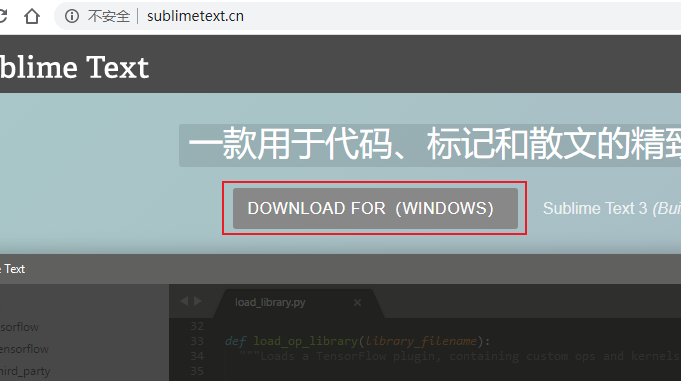 不安全 sublimetext.cn
blime Text
一款用于代码、标记和散文的精致
DOWNLOAD FOR（WINDOWS）
Sublime Text 3 (Bui
e Text
load_library.py
nsorflow
ensorflow
hird_party
32
33 def load_op_library(library_filename):
34 """Loads a TensorFlow plugin, containing custom ops and kernels
35